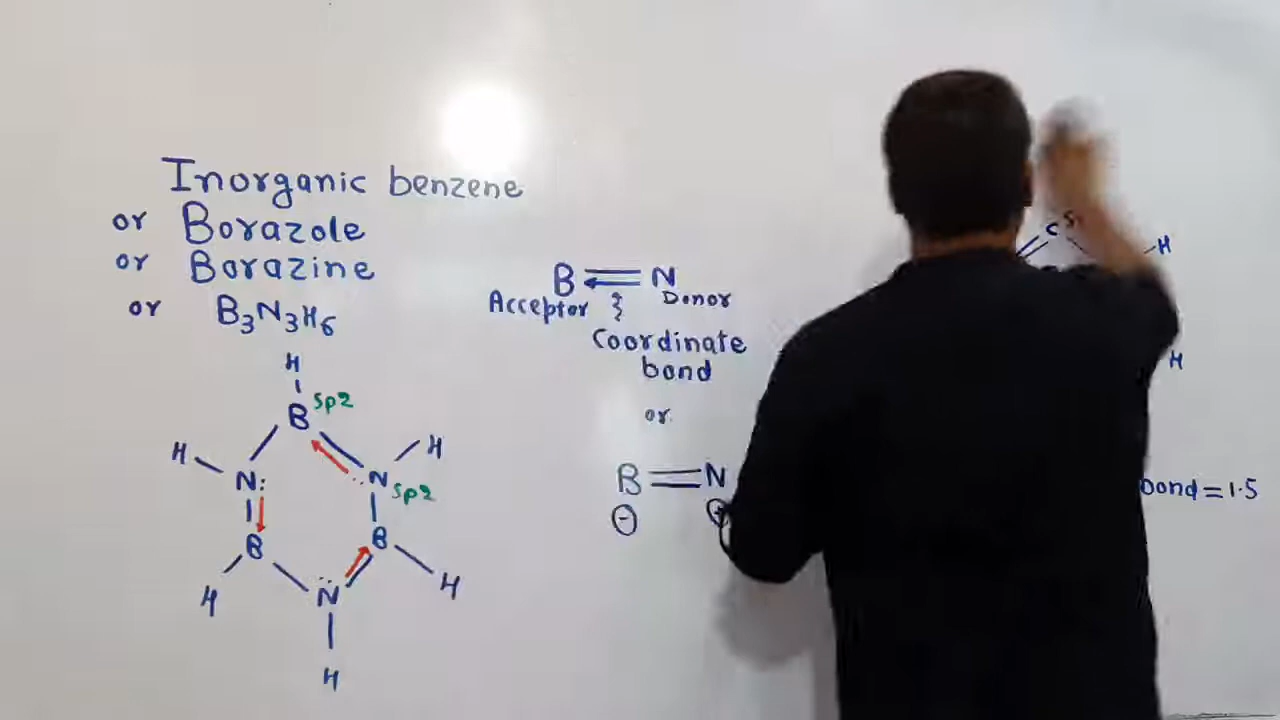 Inorganic benzene
or Borazole
or Borazine
or B₃N₃H₆
H
B sp2
H N: N H
sp2
B B
H N H
H
B N
Acceptor Donor
Coordinate
bond
or
B = N
⊖ ⊕
C
H
H
bond = 1.5